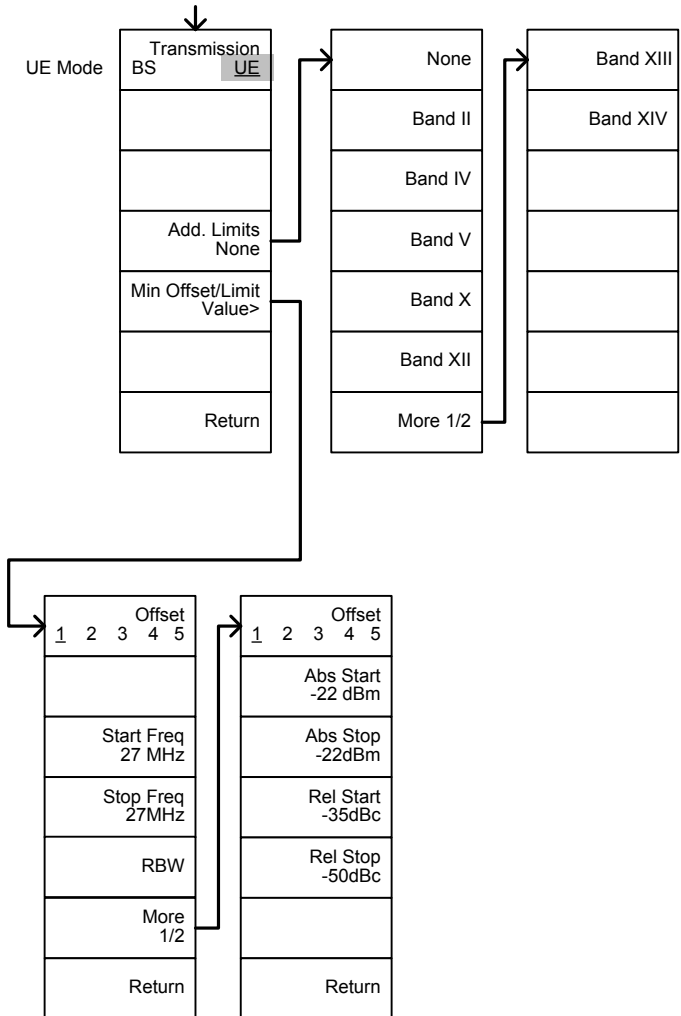 UE Mode
Transmission
BS UE
Add. Limits
None
Min Offset/Limit
Value>
Return
None
Band II
Band IV
Band V
Band X
Band XII
More 1/2
Band XIII
Band XIV
Offset
1 2 3 4 5
Start Freq
27 MHz
Stop Freq
27MHz
RBW
More
1/2
Return
Offset
1 2 3 4 5
Abs Start
-22 dBm
Abs Stop
-22dBm
Rel Start
-35dBc
Rel Stop
-50dBc
Return